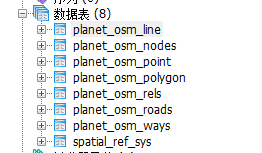 数据表 (8)
planet_osm_line
planet_osm_nodes
planet_osm_point
planet_osm_polygon
planet_osm_rels
planet_osm_roads
planet_osm_ways
spatial_ref_sys